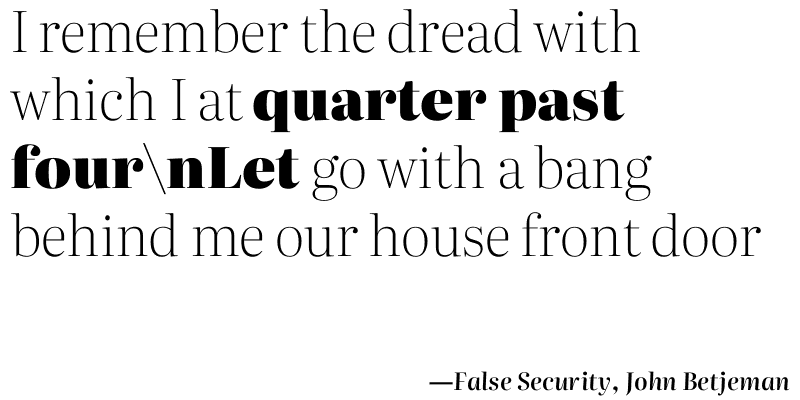 I remember the dread with
which I at quarter past
four\nLet go with a bang
behind me our house front door
—False Security, John Betjeman